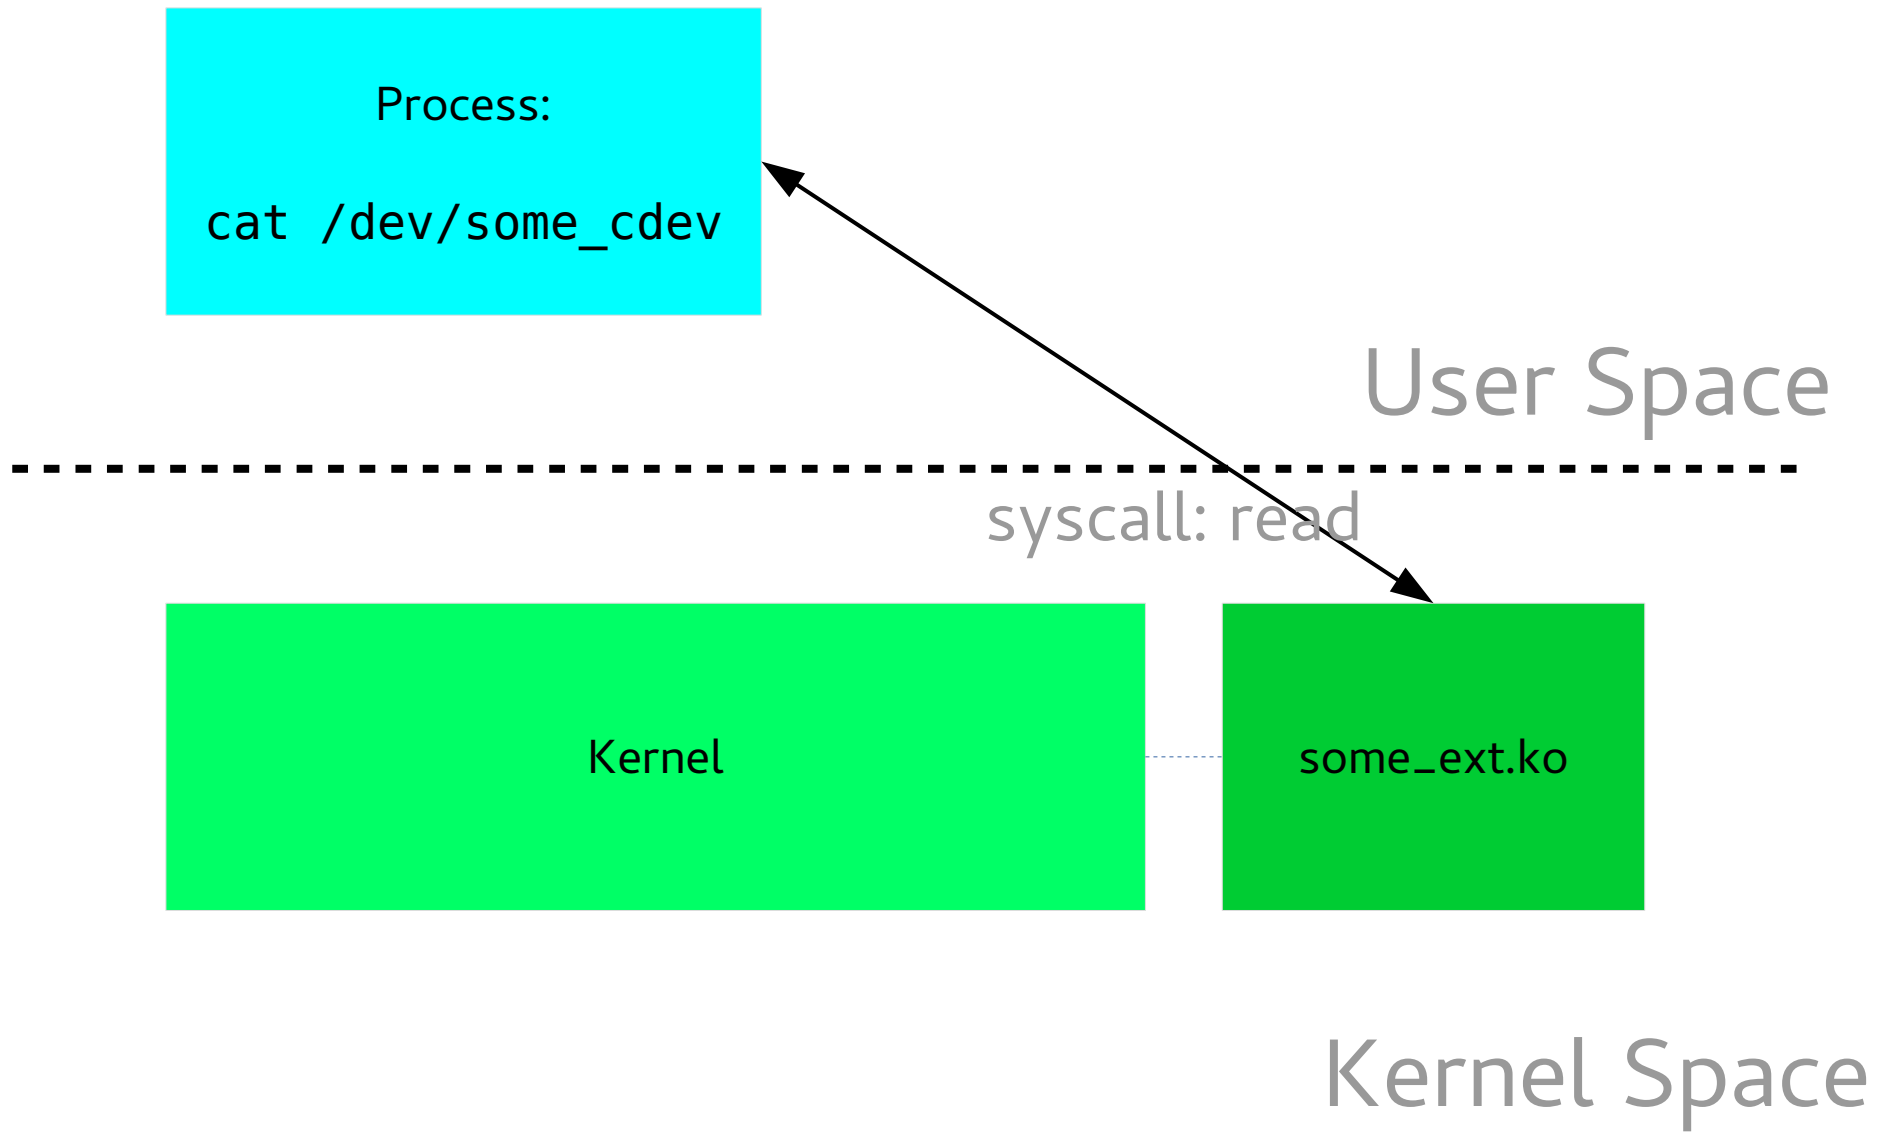 Process:
cat /dev/some_cdev
User Space
syscall: read
Kernel
some_ext.ko
Kernel Space